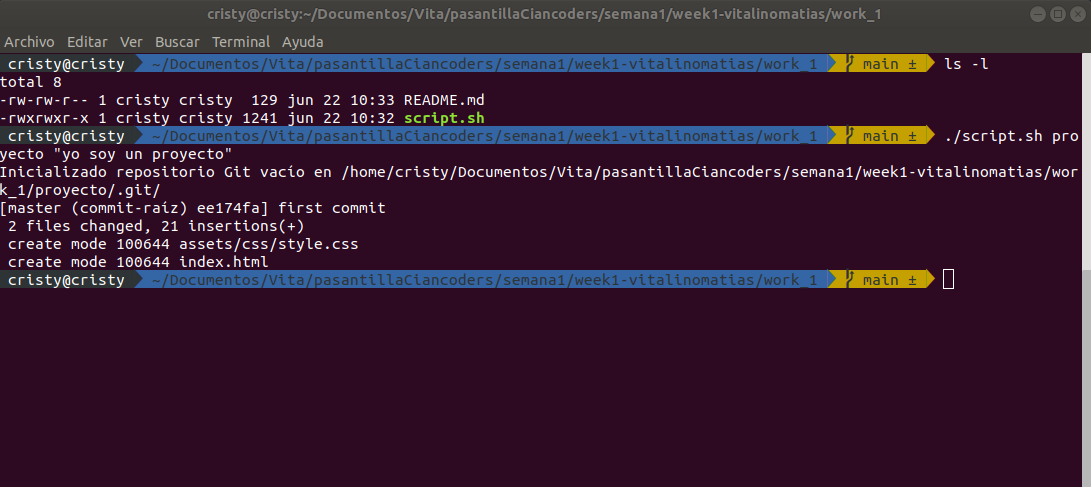 cristy@cristy:~/Documentos/Vita/pasantillaCiancoders/semana1/week1-vitalinomatias/work_1
Archivo Editar Ver Buscar Terminal Ayuda
cristy@cristy ~/Documentos/Vita/pasantillaCiancoders/semana1/week1-vitalinomatias/work_1 main ± ls -l
total 8
-rw-rw-r-- 1 cristy cristy  129 jun 22 10:33 README.md
-rwxrwxr-x 1 cristy cristy 1241 jun 22 10:32 script.sh
cristy@cristy ~/Documentos/Vita/pasantillaCiancoders/semana1/week1-vitalinomatias/work_1 main ± ./script.sh pro
yecto "yo soy un proyecto"
Inicializado repositorio Git vacío en /home/cristy/Documentos/Vita/pasantillaCiancoders/semana1/week1-vitalinomatias/wor
k_1/proyecto/.git/
[master (commit-raíz) ee174fa] first commit
 2 files changed, 21 insertions(+)
 create mode 100644 assets/css/style.css
 create mode 100644 index.html
cristy@cristy ~/Documentos/Vita/pasantillaCiancoders/semana1/week1-vitalinomatias/work_1 main ±